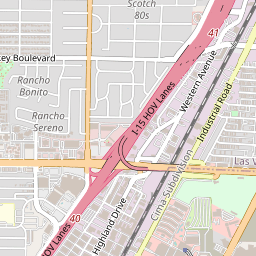 Scotch
80s
41
ey Boulevard
Rancho
Bonito
Rancho
Sereno
I-15 HOV Lanes
Western Avenue
Industrial Road
Las V
Cima Subdivision
Highland Drive
40
HOV Lanes